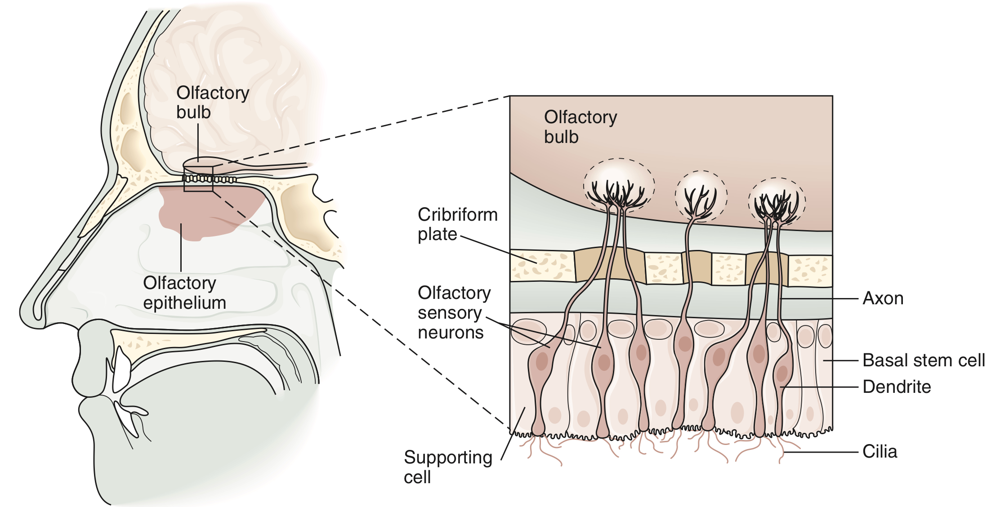 Olfactory
bulb
Olfactory
epithelium
Olfactory
bulb
Cribriform
plate
Olfactory
sensory
neurons
Supporting
cell
Axon
Basal stem cell
Dendrite
Cilia